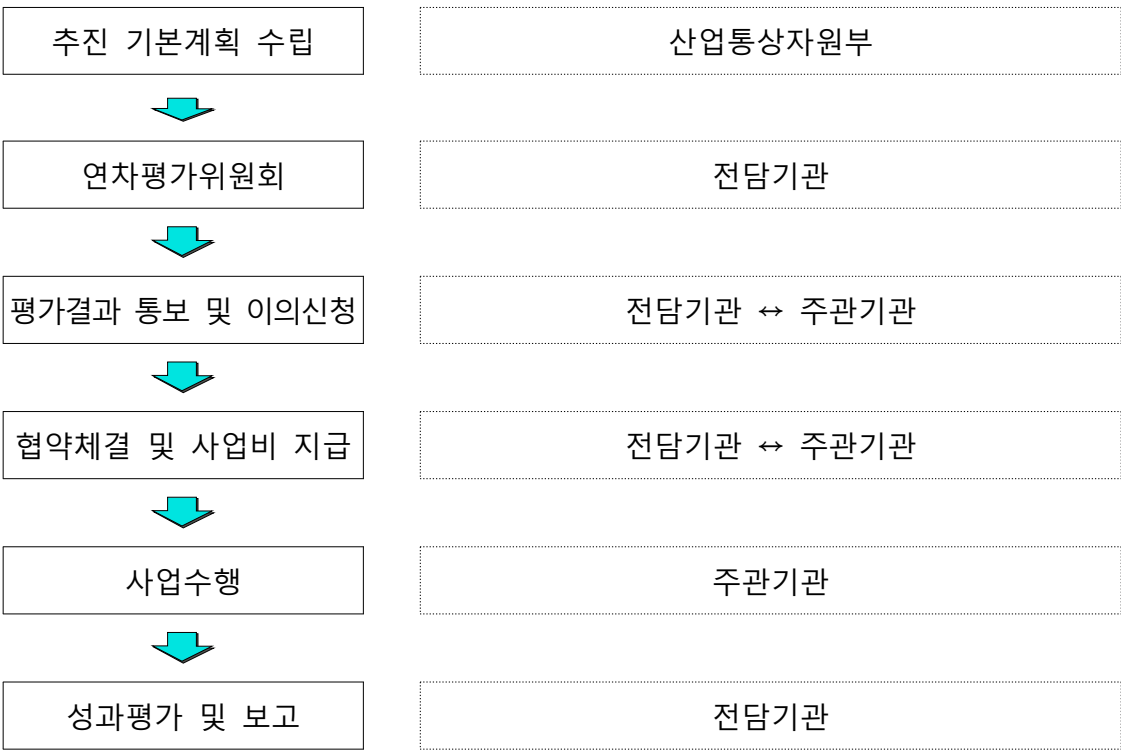 추진 기본계획 수립
산업통상자원부
연차평가위원회
전담기관
평가결과 통보 및 이의신청
전담기관 ↔ 주관기관
협약체결 및 사업비 지급
전담기관 ↔ 주관기관
사업수행
주관기관
성과평가 및 보고
전담기관